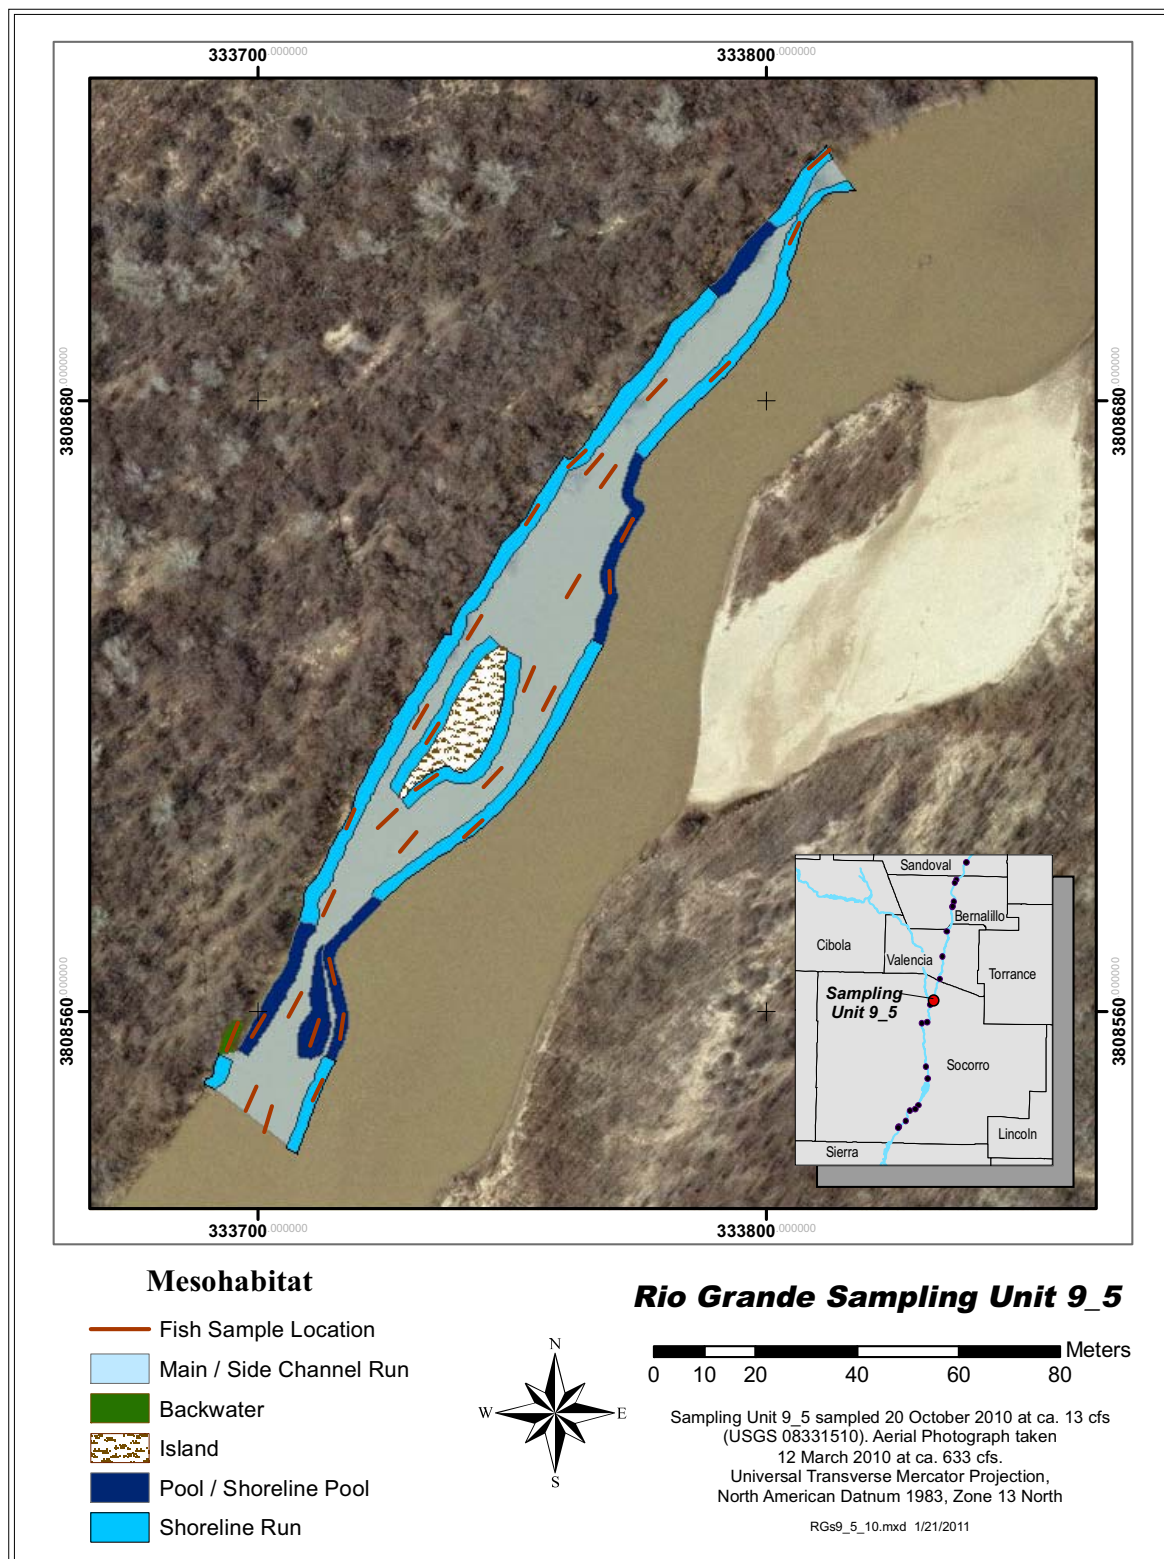 333700.000000 333800.000000
3808680.000000 3808680.000000
3808560.000000 3808560.000000
Sandoval
Bernalillo
Cibola
Valencia
Torrance
Sampling
Unit 9_5
Socorro
Lincoln
Sierra
333700.000000 333800.000000
Mesohabitat
Fish Sample Location
Main / Side Channel Run
Backwater
Island
Pool / Shoreline Pool
Shoreline Run
N
W E
S
Rio Grande Sampling Unit 9_5
Meters
0 10 20 40 60 80
Sampling Unit 9_5 sampled 20 October 2010 at ca. 13 cfs
(USGS 08331510). Aerial Photograph taken
12 March 2010 at ca. 633 cfs.
Universal Transverse Mercator Projection,
North American Datnum 1983, Zone 13 North
RGs9_5_10.mxd 1/21/2011